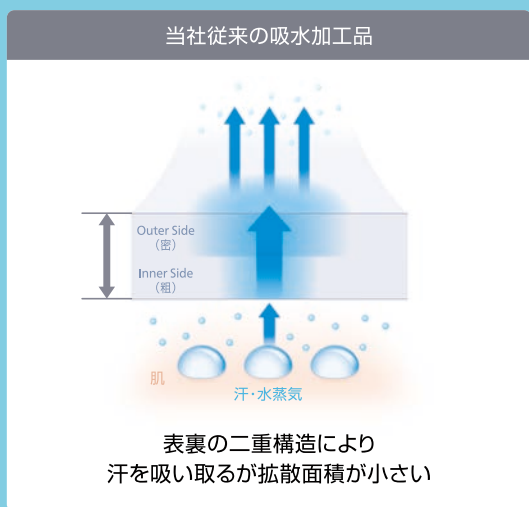 当社従来の吸水加工品
Outer Side
（密）
Inner Side
（粗）
肌
汗・水蒸気
表裏の二重構造により
汗を吸い取るが拡散面積が小さい